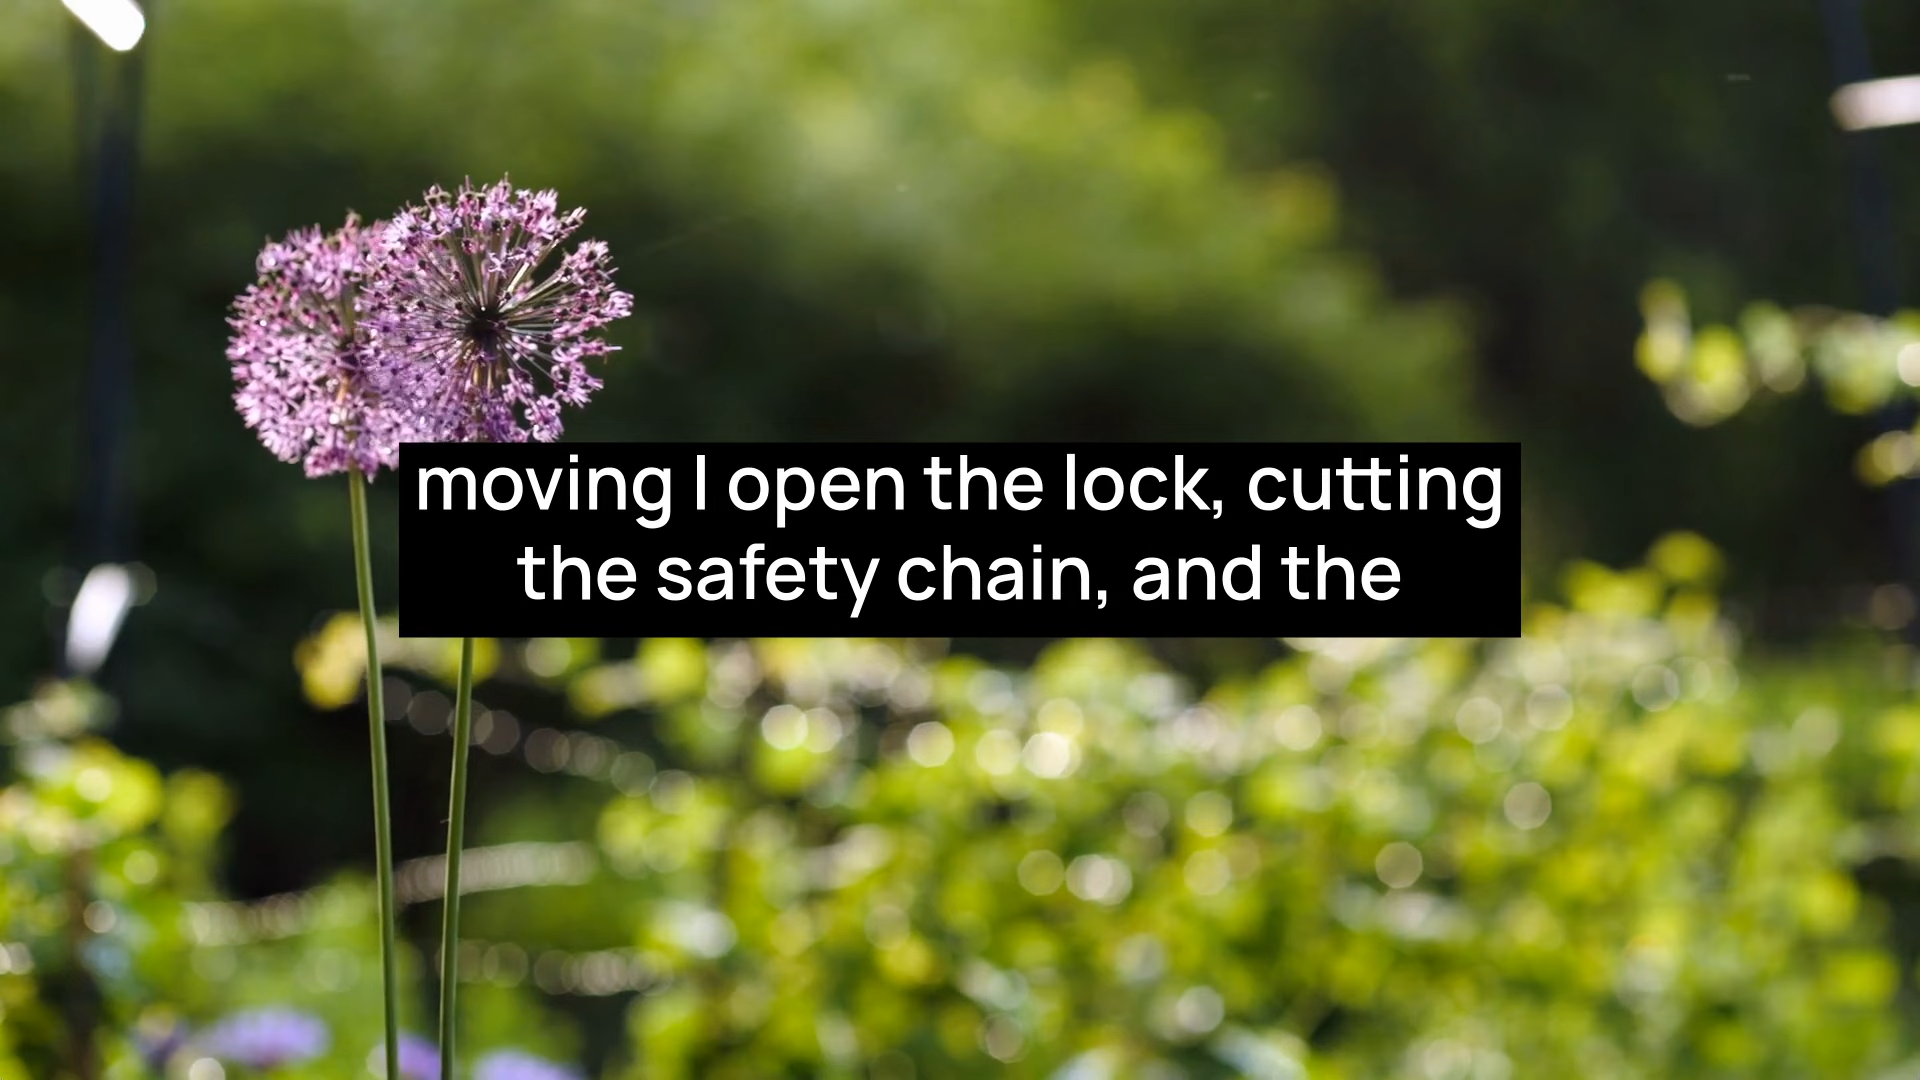 moving I open the lock, cutting
the safety chain, and the